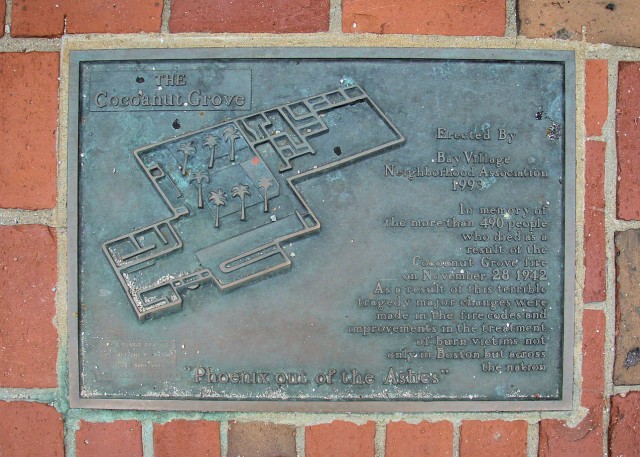 THE
Cocoanut Grove
Erected By
Bay Village
Neighborhood Association
1993
In memory of
the more than 490 people
who died as a
result of the
Cocoanut Grove fire
on November 28 1942
As a result of this terrible
tragedy major changes were
made in the fire codes and
improvements in the treatment
of burn victims not
only in Boston but across
the nation
"Phoenix out of the Ashes"